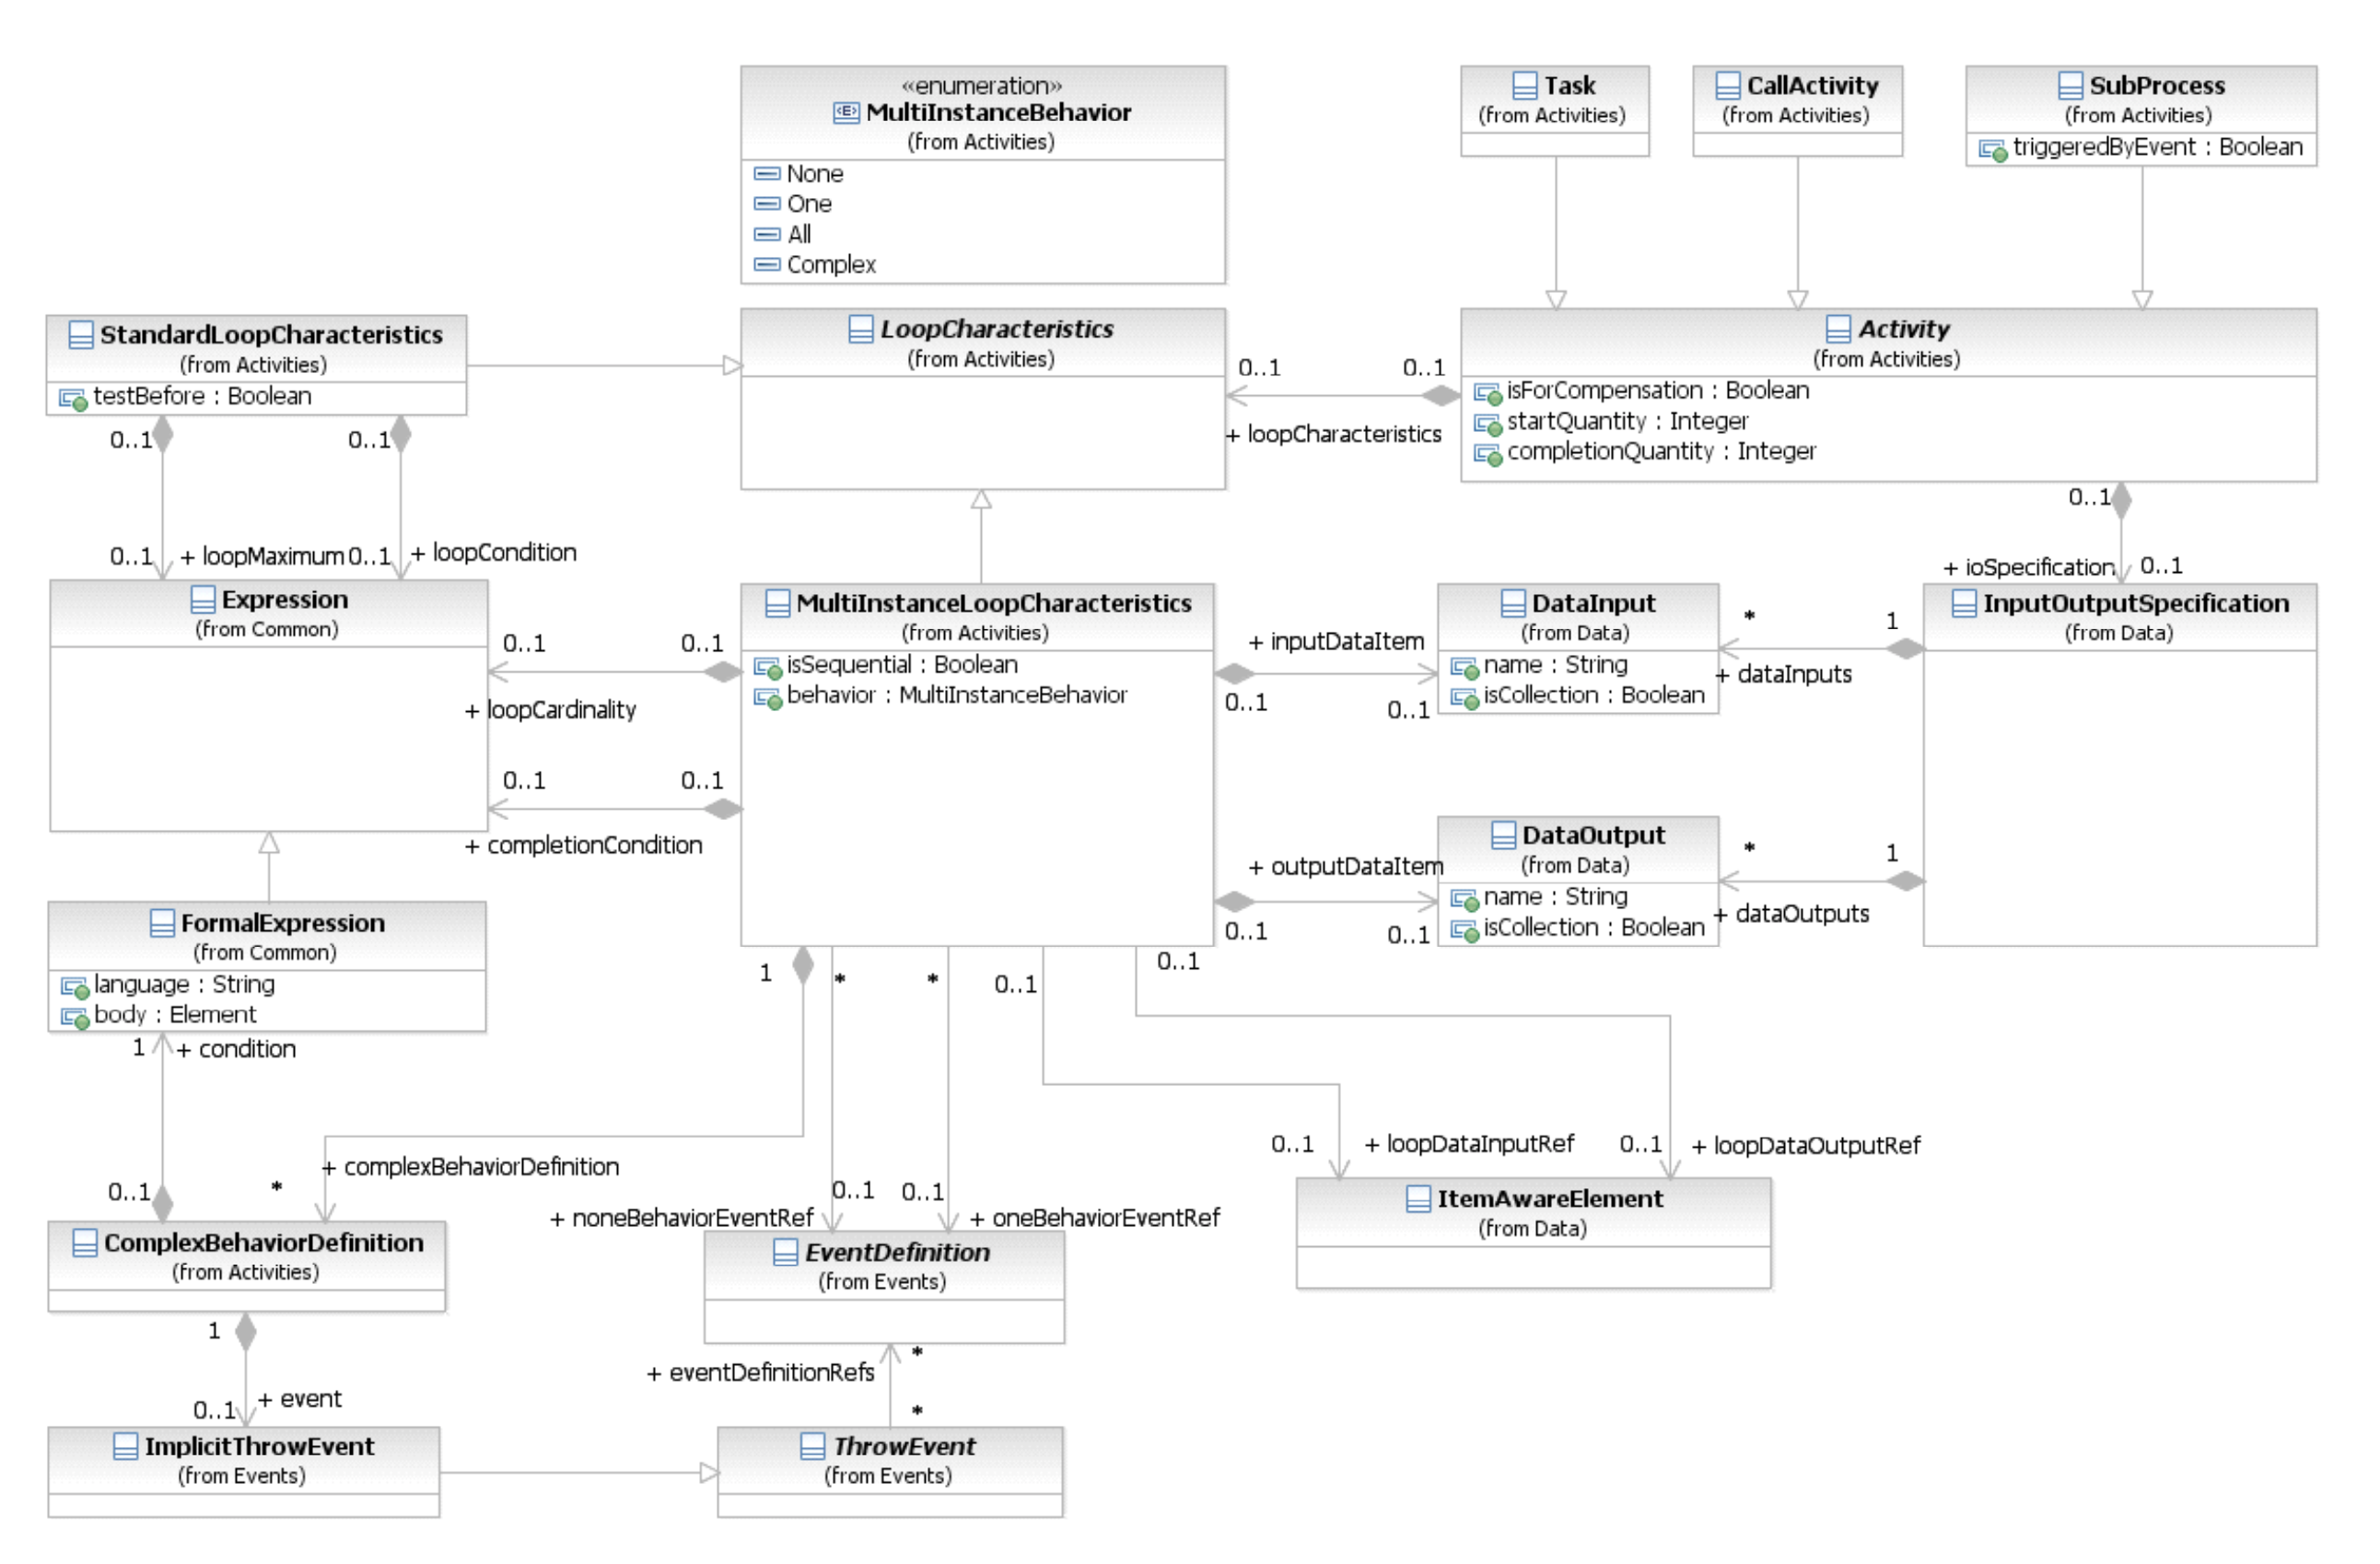 «enumeration»
MultiInstanceBehavior
(from Activities)
None
One
All
Complex
Task
(from Activities)
CallActivity
(from Activities)
SubProcess
(from Activities)
triggeredByEvent : Boolean
StandardLoopCharacteristics
(from Activities)
testBefore : Boolean
LoopCharacteristics
(from Activities)
0..1
0..1
+ loopCharacteristics
Activity
(from Activities)
isForCompensation : Boolean
startQuantity : Integer
completionQuantity : Integer
0..1
0..1
0..1
0..1
+ loopMaximum
0..1
+ loopCondition
+ ioSpecification
0..1
Expression
(from Common)
0..1
0..1
+ loopCardinality
0..1
0..1
+ completionCondition
MultiInstanceLoopCharacteristics
(from Activities)
isSequential : Boolean
behavior : MultiInstanceBehavior
+ inputDataItem
0..1
0..1
DataInput
(from Data)
name : String
isCollection : Boolean
*
1
+ dataInputs
InputOutputSpecification
(from Data)
+ outputDataItem
0..1
0..1
DataOutput
(from Data)
name : String
isCollection : Boolean
*
1
+ dataOutputs
FormalExpression
(from Common)
language : String
body : Element
1
+ condition
1
*
*
0..1
0..1
+ complexBehaviorDefinition
0..1
*
0..1
0..1
+ noneBehaviorEventRef
+ oneBehaviorEventRef
0..1
+ loopDataInputRef
0..1
+ loopDataOutputRef
ComplexBehaviorDefinition
(from Activities)
EventDefinition
(from Events)
ItemAwareElement
(from Data)
1
+ event
0..1
*
+ eventDefinitionRefs
*
ImplicitThrowEvent
(from Events)
ThrowEvent
(from Events)